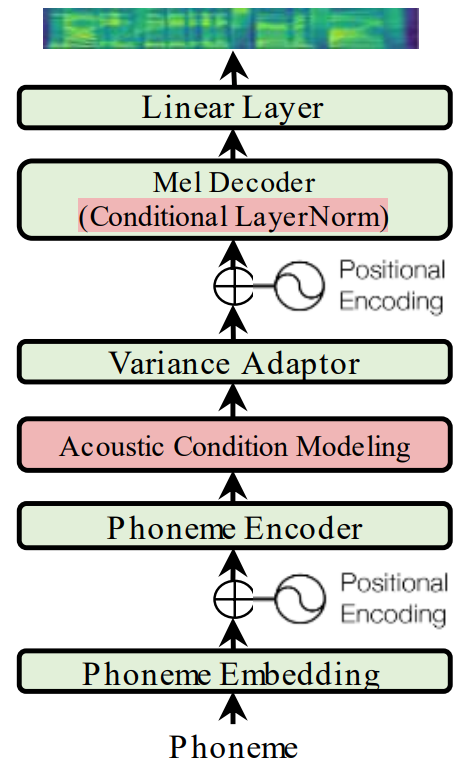 Linear Layer
Mel Decoder
(Conditional LayerNorm)
Positional
Encoding
Variance Adaptor
Acoustic Condition Modeling
Phoneme Encoder
Positional
Encoding
Phoneme Embedding
Phoneme